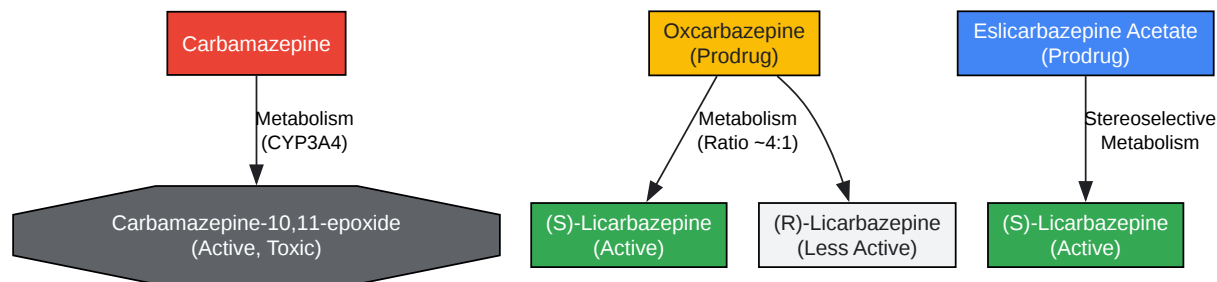 Carbamazepine
Oxcarbazepine
(Prodrug)
Eslicarbazepine Acetate
(Prodrug)
Metabolism
(CYP3A4)
Metabolism
(Ratio ~4:1)
Stereoselective
Metabolism
Carbamazepine-10,11-epoxide
(Active, Toxic)
(S)-Licarbazepine
(Active)
(R)-Licarbazepine
(Less Active)
(S)-Licarbazepine
(Active)